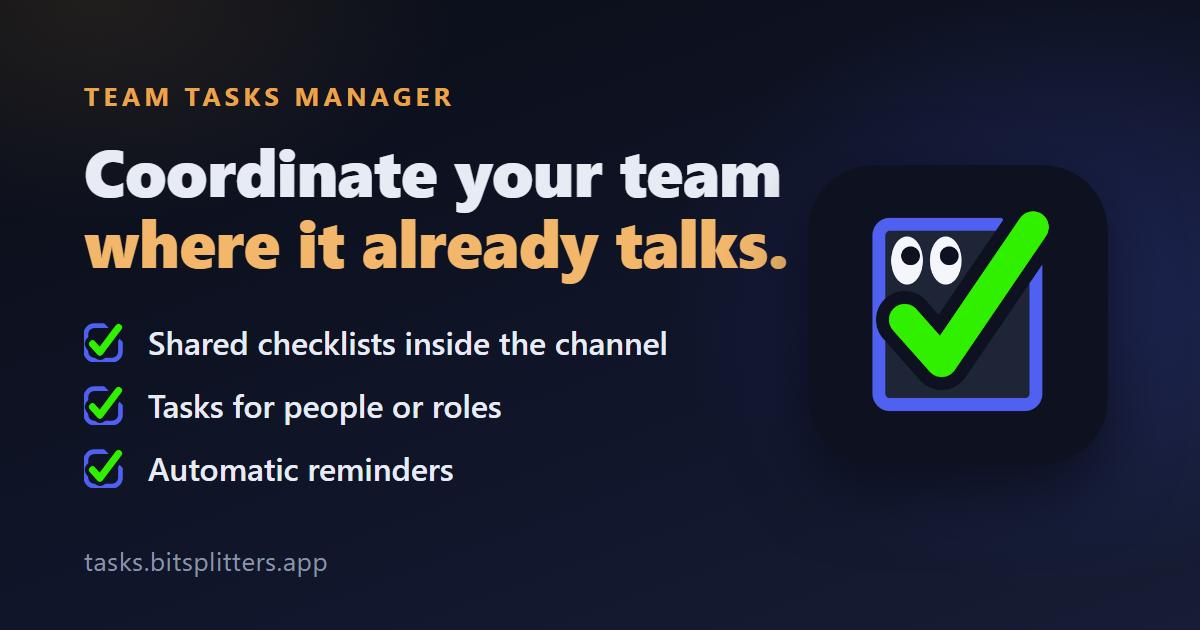 TEAM TASKS MANAGER
Coordinate your team
where it already talks.
Shared checklists inside the channel
Tasks for people or roles
Automatic reminders
tasks.bitsplitters.app